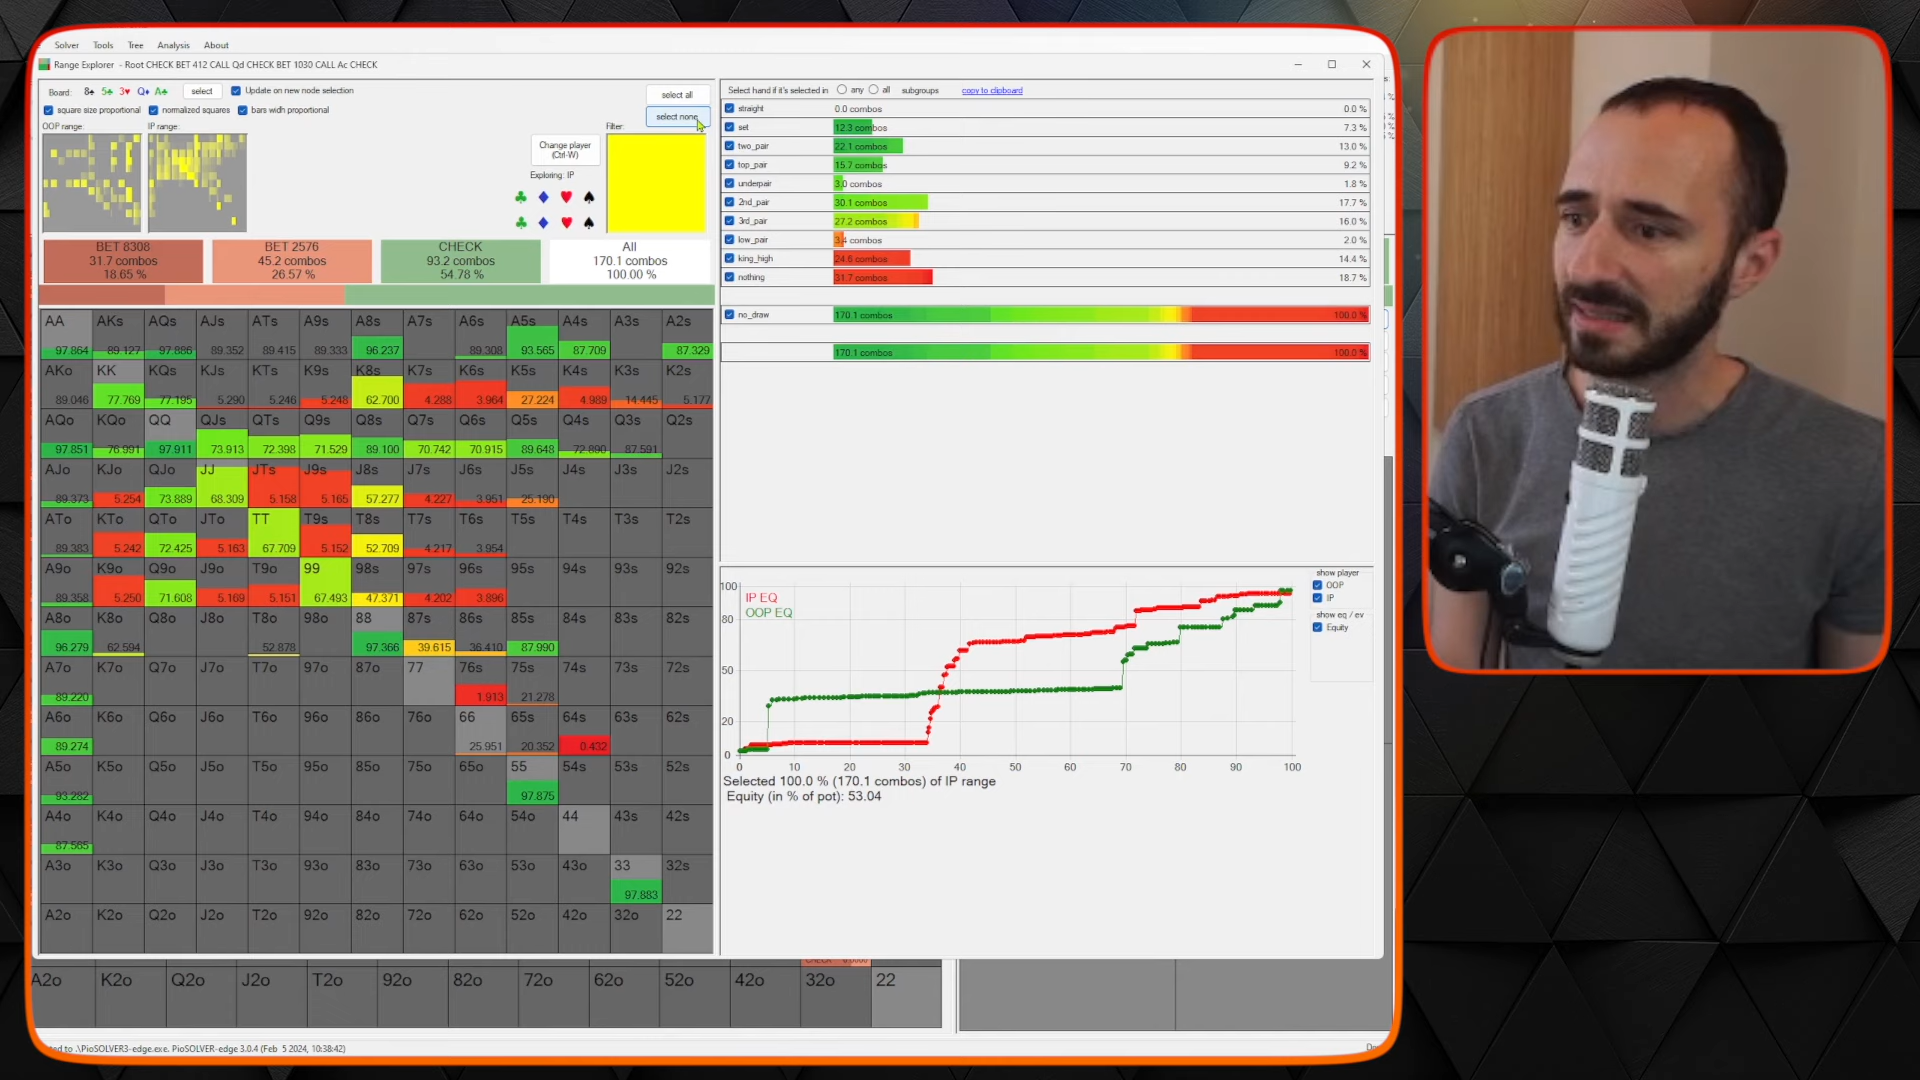 Solver Tools Tree Analysis About
Range Explorer - Root CHECK BET 412 CALL Qd CHECK BET 1030 CALL Ac CHECK
Board: 8♠ 5♣ 3♥ Q♦ A♣ select Update on new node selection
square size proportional normalized squares bars widh proportional
OOP range: IP range:
select all
select none
Filter:
Change player
(Ctrl-W)
Exploring: IP
♣ ♦ ♥ ♠
♣ ♦ ♥ ♠
BET 8308 BET 2576 CHECK All
31.7 combos 45.2 combos 93.2 combos 170.1 combos
18.65 % 26.57 % 54.78 % 100.00 %
AA AKs AQs AJs ATs A9s A8s A7s A6s A5s A4s A3s A2s
97.864 89.127 97.886 89.352 89.415 89.333 96.237 89.308 93.565 87.709 87.329
AKo KK KQs KJs KTs K9s K8s K7s K6s K5s K4s K3s K2s
89.046 77.769 77.195 5.290 5.246 5.248 62.700 4.288 3.964 27.224 4.989 14.445 5.177
AQo KQo QQ QJs QTs Q9s Q8s Q7s Q6s Q5s Q4s Q3s Q2s
97.851 76.991 97.911 73.913 72.398 71.529 89.100 70.742 70.915 89.648 72.890 87.591
AJo KJo QJo JJ JTs J9s J8s J7s J6s J5s J4s J3s J2s
89.373 5.254 73.889 68.309 5.158 5.165 57.277 4.227 3.951 25.190
ATo KTo QTo JTo TT T9s T8s T7s T6s T5s T4s T3s T2s
89.383 5.242 72.425 5.163 67.709 5.152 52.709 4.217 3.954
A9o K9o Q9o J9o T9o 99 98s 97s 96s 95s 94s 93s 92s
89.358 5.250 71.608 5.169 5.151 67.493 47.371 4.202 3.896
A8o K8o Q8o J8o T8o 98o 88 87s 86s 85s 84s 83s 82s
96.279 62.594 52.878 97.366 39.615 36.410 87.990
A7o K7o Q7o J7o T7o 97o 87o 77 76s 75s 74s 73s 72s
89.220 1.913 21.278
A6o K6o Q6o J6o T6o 96o 86o 76o 66 65s 64s 63s 62s
89.274 25.951 20.352 0.432
A5o K5o Q5o J5o T5o 95o 85o 75o 65o 55 54s 53s 52s
93.282 97.875
A4o K4o Q4o J4o T4o 94o 84o 74o 64o 54o 44 43s 42s
87.565
A3o K3o Q3o J3o T3o 93o 83o 73o 63o 53o 43o 33 32s
97.883
A2o K2o Q2o J2o T2o 92o 82o 72o 62o 52o 42o 32o 22
Select hand if it's selected in any all subgroups copy to clipboard
straight 0.0 combos 0.0 %
set 12.3 combos 7.3 %
two_pair 22.1 combos 13.0 %
top_pair 15.7 combos 9.2 %
underpair 3.0 combos 1.8 %
2nd_pair 30.1 combos 17.7 %
3rd_pair 27.2 combos 16.0 %
low_pair 3.4 combos 2.0 %
king_high 24.6 combos 14.4 %
nothing 31.7 combos 18.7 %
no_draw 170.1 combos 100.0 %
170.1 combos 100.0 %
100
80
50
20
0
IP EQ
OOP EQ
0 10 20 30 40 50 60 70 80 90 100
show player
OOP
IP
show eq / ev
Equity
Selected 100.0 % (170.1 combos) of IP range
Equity (in % of pot): 53.04
A2o K2o Q2o J2o T2o 92o 82o 72o 62o 52o 42o 32o 22
ted to .\PioSOLVER3-edge.exe. PioSOLVER-edge 3.0.4 (Feb 5 2024, 10:38:42)